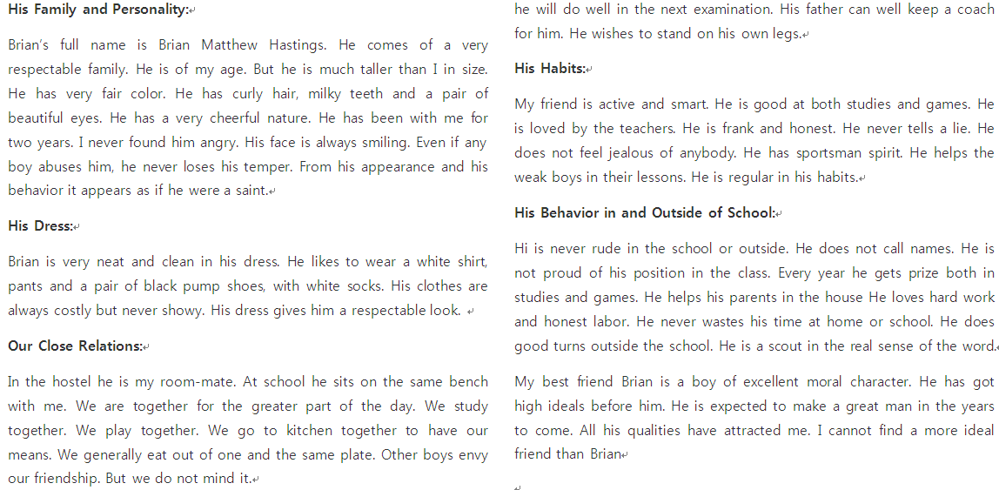 His Family and Personality:
Brian's full name is Brian Matthew Hastings. He comes of a very
respectable family. He is of my age. But he is much taller than I in size.
He has very fair color. He has curly hair, milky teeth and a pair of
beautiful eyes. He has a very cheerful nature. He has been with me for
two years. I never found him angry. His face is always smiling. Even if any
boy abuses him, he never loses his temper. From his appearance and his
behavior it appears as if he were a saint.
His Dress:
Brian is very neat and clean in his dress. He likes to wear a white shirt,
pants and a pair of black pump shoes, with white socks. His clothes are
always costly but never showy. His dress gives him a respectable look.
Our Close Relations:
In the hostel he is my room-mate. At school he sits on the same bench
with me. We are together for the greater part of the day. We study
together. We play together. We go to kitchen together to have our
means. We generally eat out of one and the same plate. Other boys envy
our friendship. But we do not mind it.
he will do well in the next examination. His father can well keep a coach
for him. He wishes to stand on his own legs.
His Habits:
My friend is active and smart. He is good at both studies and games. He
is loved by the teachers. He is frank and honest. He never tells a lie. He
does not feel jealous of anybody. He has sportsman spirit. He helps the
weak boys in their lessons. He is regular in his habits.
His Behavior in and Outside of School:
Hi is never rude in the school or outside. He does not call names. He is
not proud of his position in the class. Every year he gets prize both in
studies and games. He helps his parents in the house He loves hard work
and honest labor. He never wastes his time at home or school. He does
good turns outside the school. He is a scout in the real sense of the word.
My best friend Brian is a boy of excellent moral character. He has got
high ideals before him. He is expected to make a great man in the years
to come. All his qualities have attracted me. I cannot find a more ideal
friend than Brian